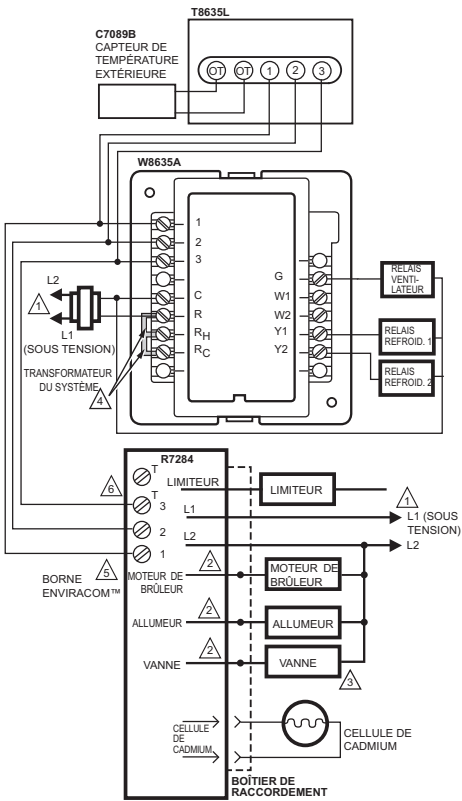 T8635L
C7089B
CAPTEUR DE
TEMPÉRATURE
EXTÉRIEURE
OT OT 1 2 3
W8635A
1
2
3
C
R
RH
RC
G
W1
W2
Y1
Y2
L2
1
L1
(SOUS TENSION)
TRANSFORMATEUR
DU SYSTÈME
4
RELAIS
VENTI-
LATEUR
RELAIS
REFROID. 1
RELAIS
REFROID. 2
R7284
T
T
6
3
2
1
5
BORNE
ENVIRACOM™
LIMITEUR
LIMITEUR
1
L1
L1 (SOUS
TENSION)
L2
L2
MOTEUR DE
BRÛLEUR
2
MOTEUR DE
BRÛLEUR
ALLUMEUR
2
ALLUMEUR
VANNE
2
VANNE
3
CELLULE
DE
CADMIUM
CELLULE DE
CADMIUM
BOÎTIER DE
RACCORDEMENT